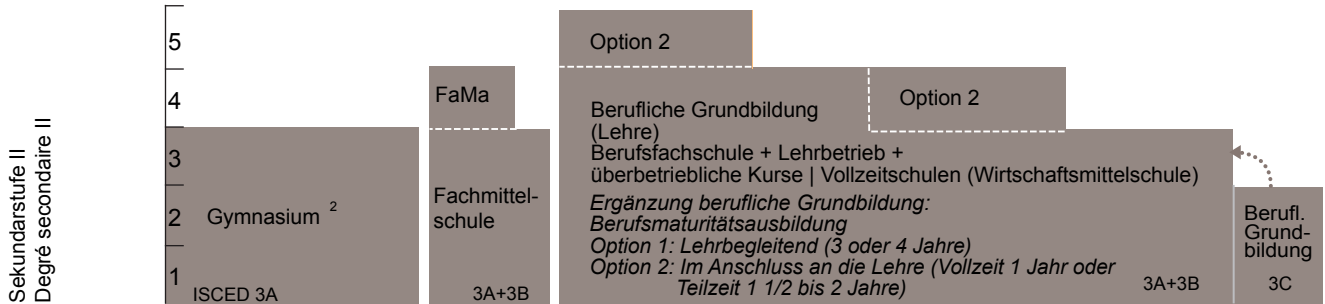 Sekundarstufe II
Degré secondaire II
5
4
3
2
1
Gymnasium 2
ISCED 3A
FaMa
Fachmittel-
schule
3A+3B
Option 2
Option 2
Berufliche Grundbildung
(Lehre)
Berufsfachschule + Lehrbetrieb +
überbetriebliche Kurse | Vollzeitschulen (Wirtschaftsmittelschule)
Ergänzung berufliche Grundbildung:
Berufsmaturitätsausbildung
Option 1: Lehrbegleitend (3 oder 4 Jahre)
Option 2: Im Anschluss an die Lehre (Vollzeit 1 Jahr oder
Teilzeit 1 1/2 bis 2 Jahre)
3A+3B
Berufl.
Grund-
bildung
3C